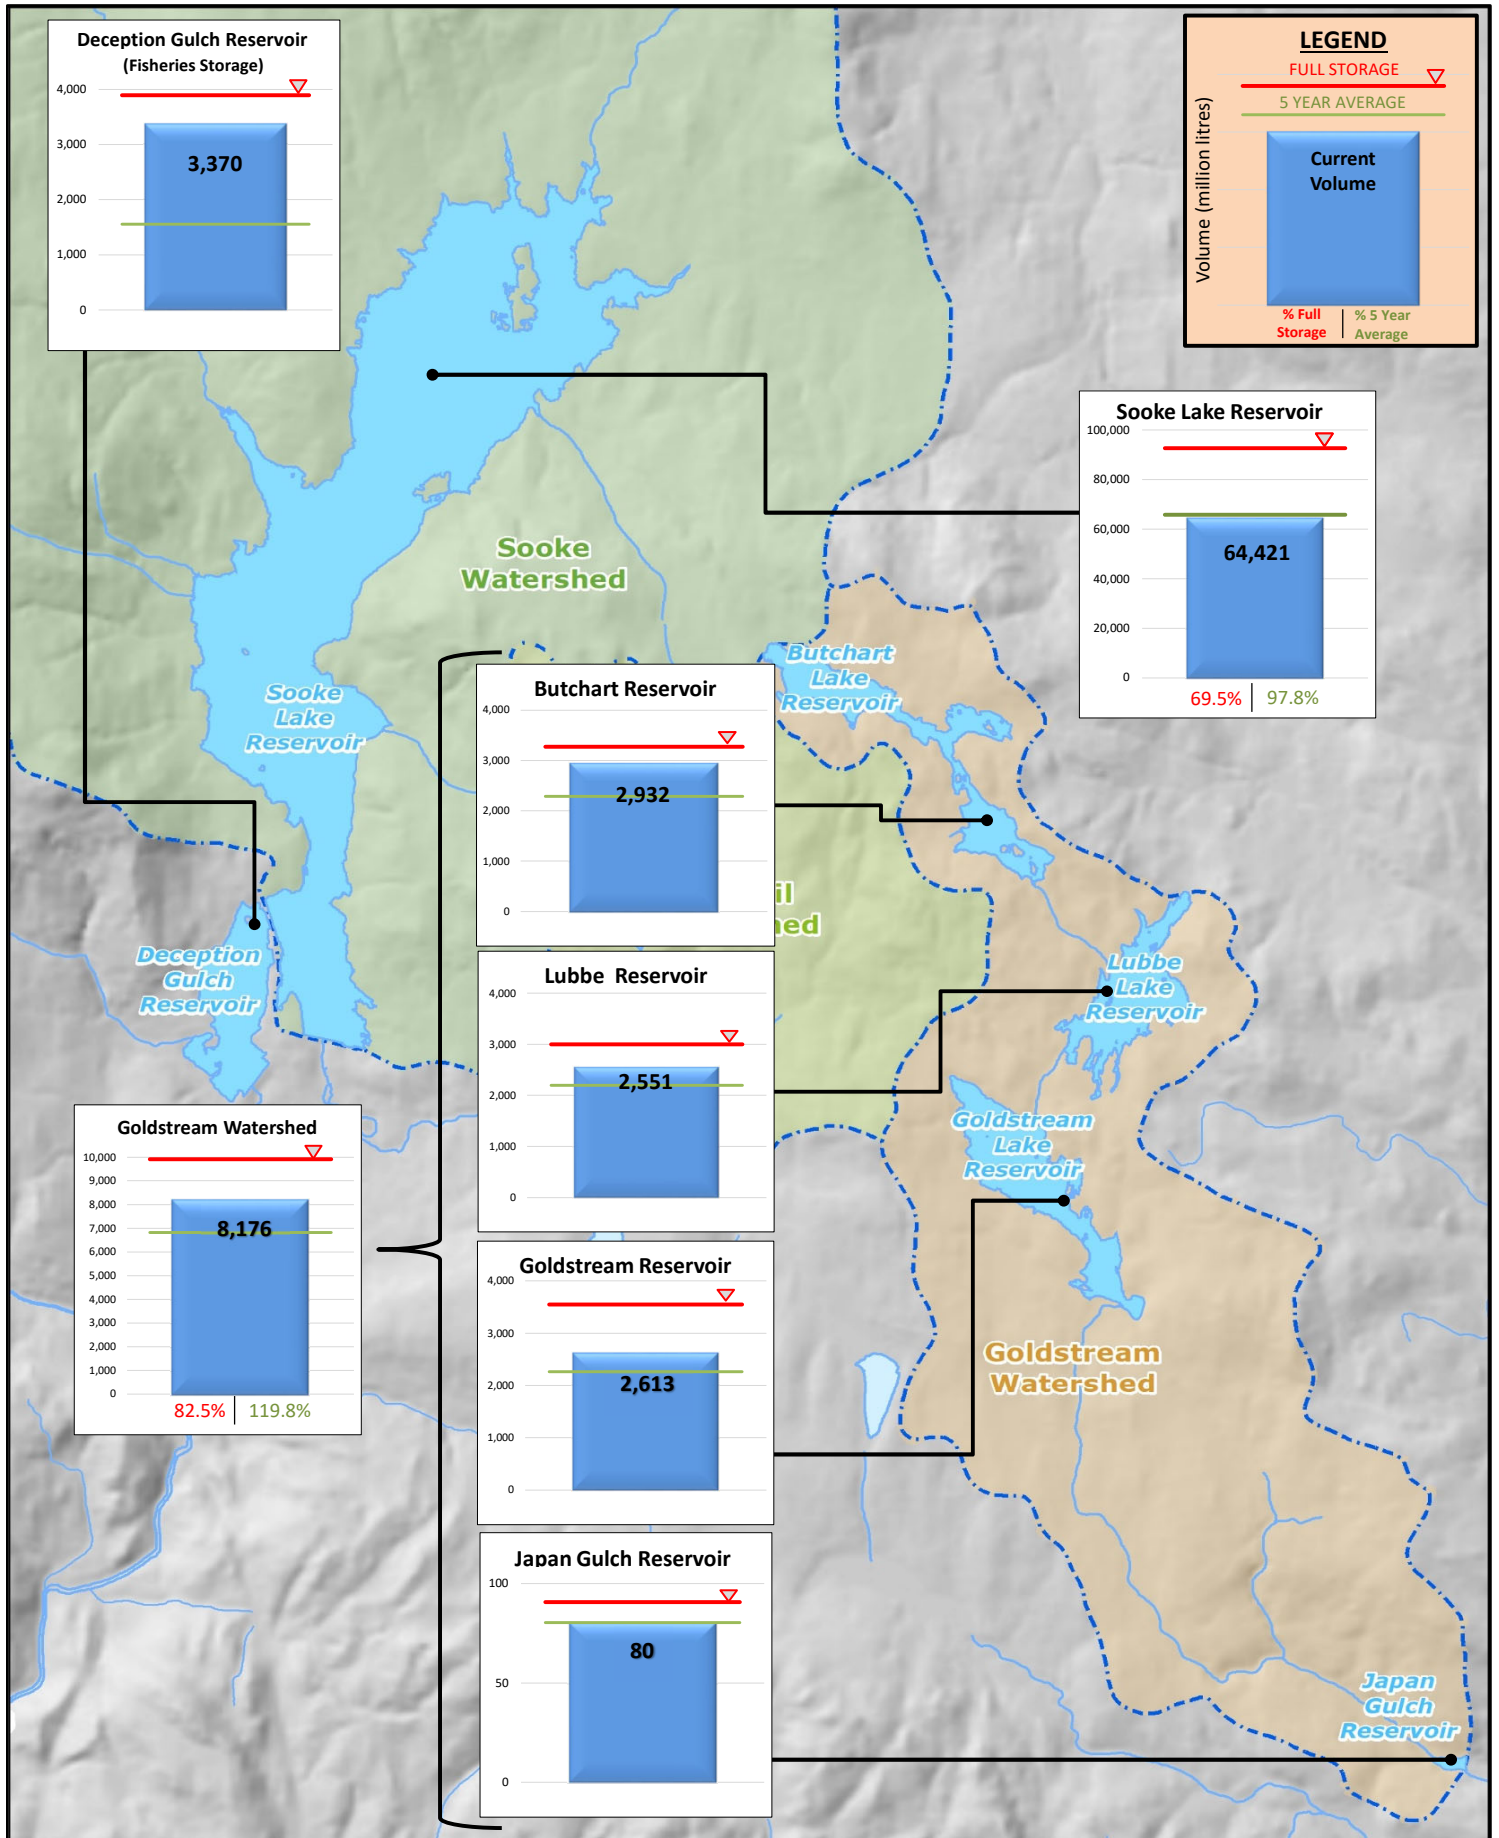 Deception Gulch Reservoir
(Fisheries Storage)
4,000
3,000
2,000
1,000
0
3,370
LEGEND
FULL STORAGE
5 YEAR AVERAGE
Volume (million litres)
Current
Volume
% Full
Storage
% 5 Year
Average
Sooke Lake Reservoir
100,000
80,000
60,000
40,000
20,000
0
64,421
69.5%
97.8%
Sooke
Watershed
Sooke
Lake
Reservoir
Butchart
Lake
Reservoir
Butchart Reservoir
4,000
3,000
2,000
1,000
0
2,932
il
ed
Deception
Gulch
Reservoir
Lubbe
Lake
Reservoir
Lubbe Reservoir
4,000
3,000
2,000
1,000
0
2,551
Goldstream
Lake
Reservoir
Goldstream Watershed
10,000
9,000
8,000
7,000
6,000
5,000
4,000
3,000
2,000
1,000
0
8,176
82.5%
119.8%
Goldstream Reservoir
4,000
3,000
2,000
1,000
0
2,613
Goldstream
Watershed
Japan Gulch Reservoir
100
50
0
80
Japan
Gulch
Reservoir